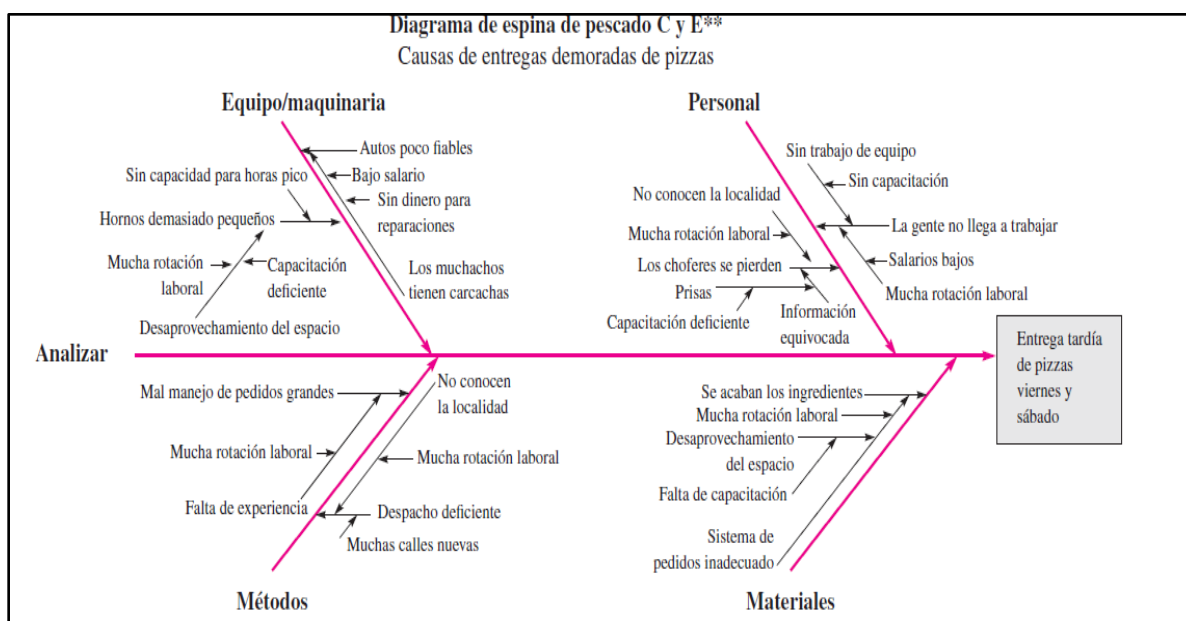 Diagrama de espina de pescado C y E**
Causas de entregas demoradas de pizzas
Equipo/maquinaria
Autos poco fiables
Sin capacidad para horas pico
Bajo salario
Sin dinero para
reparaciones
Hornos demasiado pequeños
Mucha rotación
laboral
Capacitación
deficiente
Los muchachos
tienen carcachas
Desaprovechamiento del espacio
Personal
Sin trabajo de equipo
Sin capacitación
No conocen la localidad
La gente no llega a trabajar
Mucha rotación laboral
Salarios bajos
Los choferes se pierden
Prisas
Mucha rotación laboral
Capacitación deficiente
Información
equivocada
Analizar
Entrega tardía
de pizzas
viernes y
sábado
Mal manejo de pedidos grandes
No conocen
la localidad
Mucha rotación laboral
Mucha rotación laboral
Falta de experiencia
Despacho deficiente
Muchas calles nuevas
Métodos
Se acaban los ingredientes
Mucha rotación laboral
Desaprovechamiento
del espacio
Falta de capacitación
Sistema de
pedidos inadecuado
Materiales